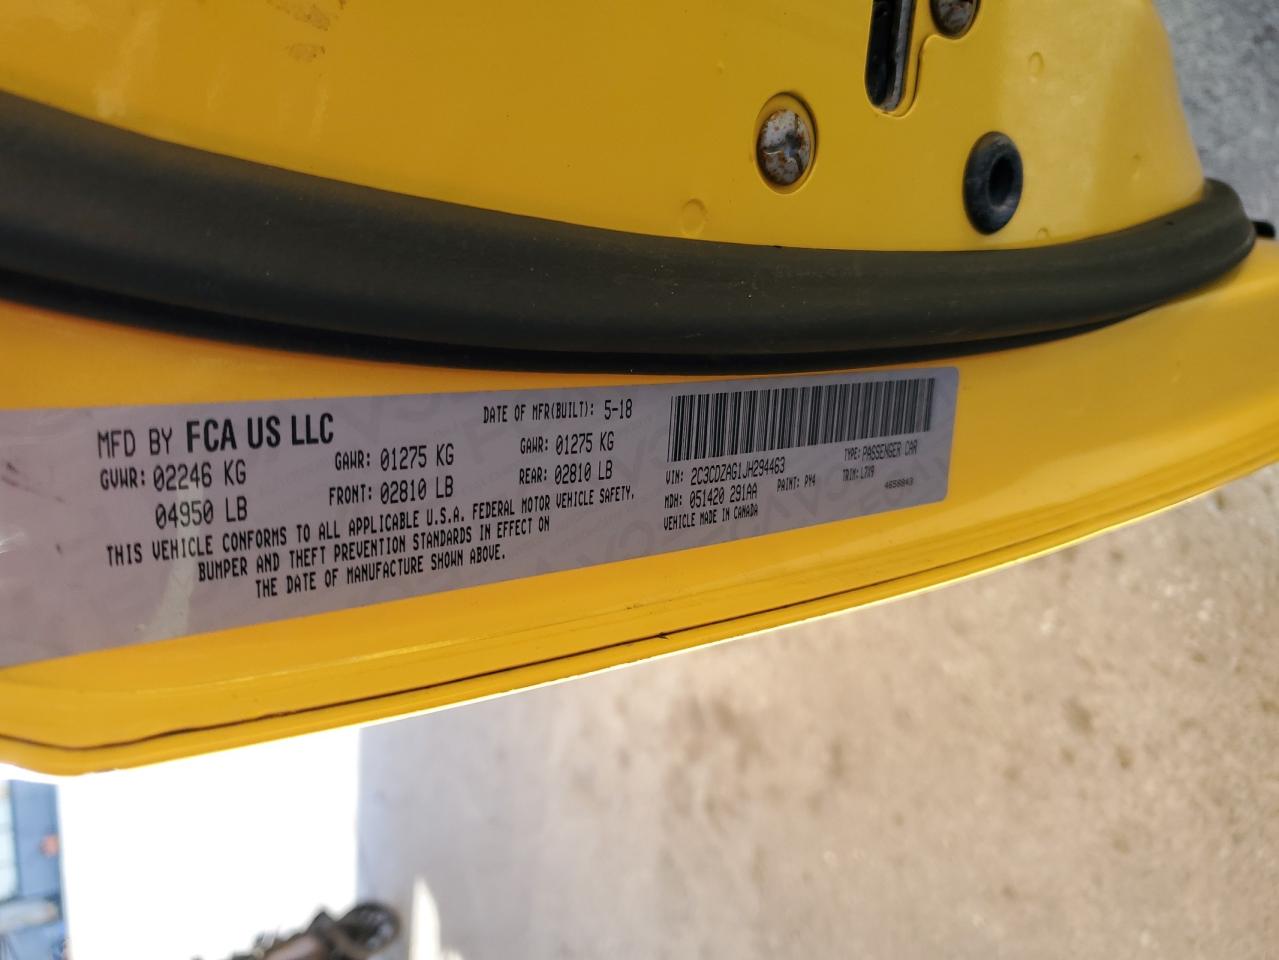 MFD BY FCA US LLC
DATE OF MFR(BUILT): 5-18
GVWR: 02246 KG
04950 LB
GAWR: 01275 KG
FRONT: 02810 LB
GAWR: 01275 KG
REAR: 02810 LB
THIS VEHICLE CONFORMS TO ALL APPLICABLE U.S.A. FEDERAL MOTOR VEHICLE SAFETY,
BUMPER AND THEFT PREVENTION STANDARDS IN EFFECT ON
THE DATE OF MANUFACTURE SHOWN ABOVE.
VIN: 2C3CDZAG1JH294463
TYPE: PASSENGER CAR
MDH: 051420 291AA
PAINT: PY4
TRIM: L7X9
VEHICLE MADE IN CANADA